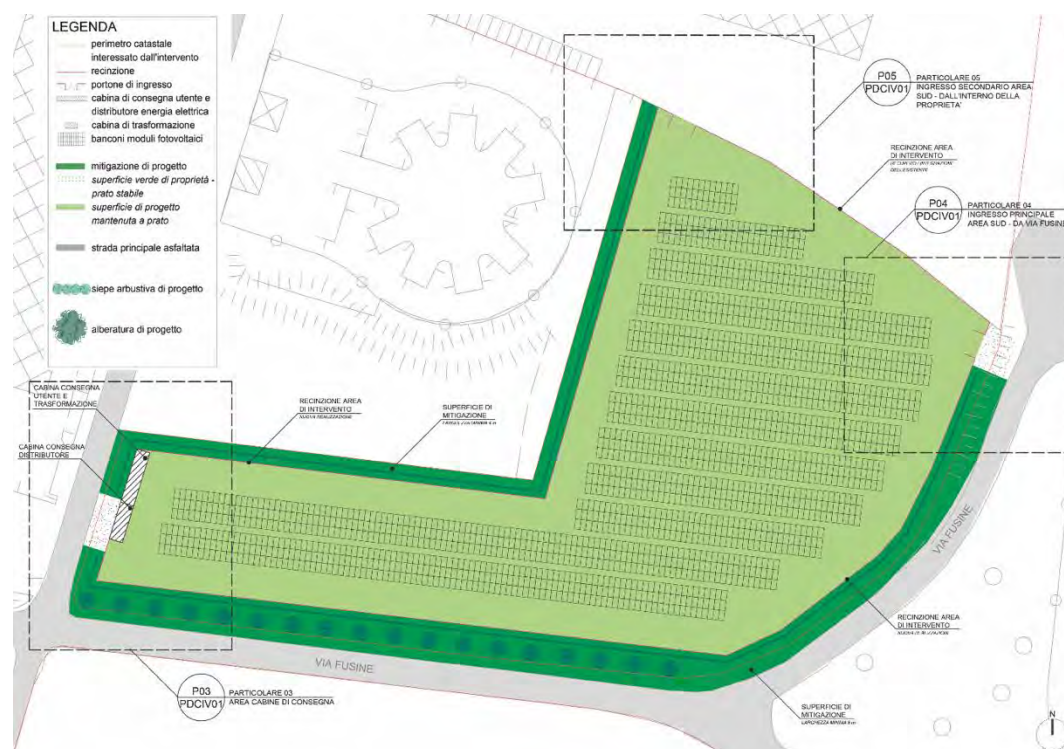 LEGENDA
perimetro catastale
interessato dall'intervento
recinzione
portone di ingresso
cabina di consegna utente e
distributore energia elettrica
cabina di trasformazione
banconi moduli fotovoltaici
mitigazione di progetto
superficie verde di proprietà -
prato stabile
superficie di progetto
mantenuta a prato
strada principale asfaltata
siepe arbustiva di progetto
alberatura di progetto
P05
PDCIV01
PARTICOLARE 05
INGRESSO SECONDARIO AREA
SUD - DALL'INTERNO DELLA
PROPRIETA'
RECINZIONE AREA
DI INTERVENTO
P04
PDCIV01
PARTICOLARE 04
INGRESSO PRINCIPALE
AREA SUD - DA VIA FUSINE
CABINA CONSEGNA
UTENTE E
TRASFORMAZIONE
CABINA CONSEGNA
DISTRIBUTORE
RECINZIONE AREA
DI INTERVENTO
NUOVA REALIZZAZIONE
SUPERFICIE DI
MITIGAZIONE
VIA FUSINE
RECINZIONE AREA
DI INTERVENTO
NUOVA REALIZZAZIONE
VIA FUSINE
P03
PDCIV01
PARTICOLARE 03
AREA CABINE DI CONSEGNA
SUPERFICIE DI
MITIGAZIONE
N